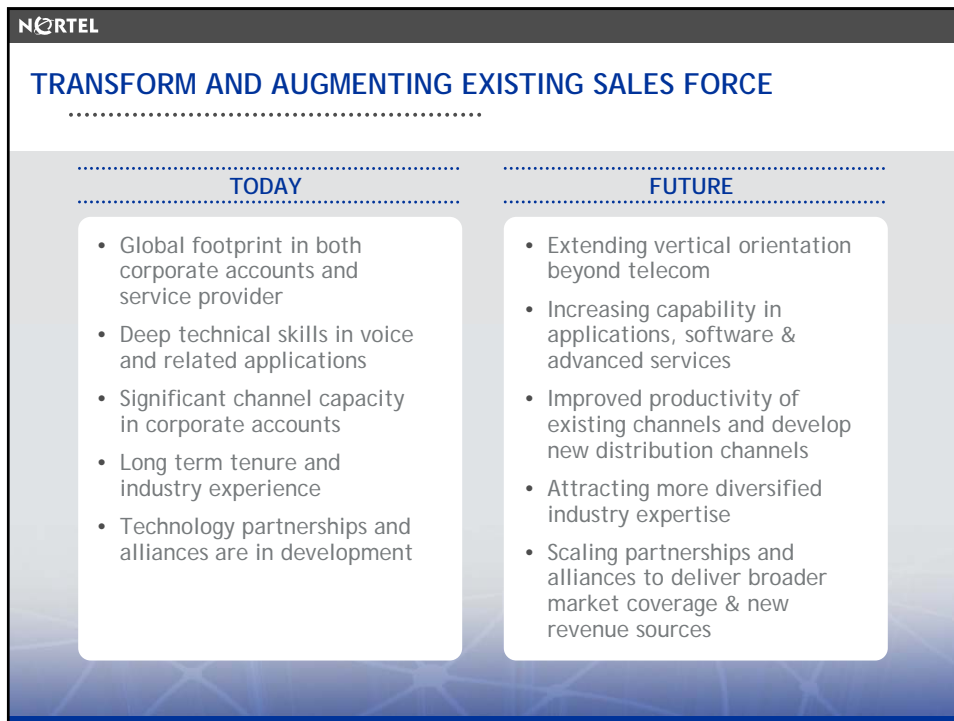 NORTEL
TRANSFORM AND AUGMENTING EXISTING SALES FORCE
TODAY
• Global footprint in both
corporate accounts and
service provider
• Deep technical skills in voice
and related applications
• Significant channel capacity
in corporate accounts
• Long term tenure and
industry experience
• Technology partnerships and
alliances are in development
FUTURE
• Extending vertical orientation
beyond telecom
• Increasing capability in
applications, software &
advanced services
• Improved productivity of
existing channels and develop
new distribution channels
• Attracting more diversified
industry expertise
• Scaling partnerships and
alliances to deliver broader
market coverage & new
revenue sources